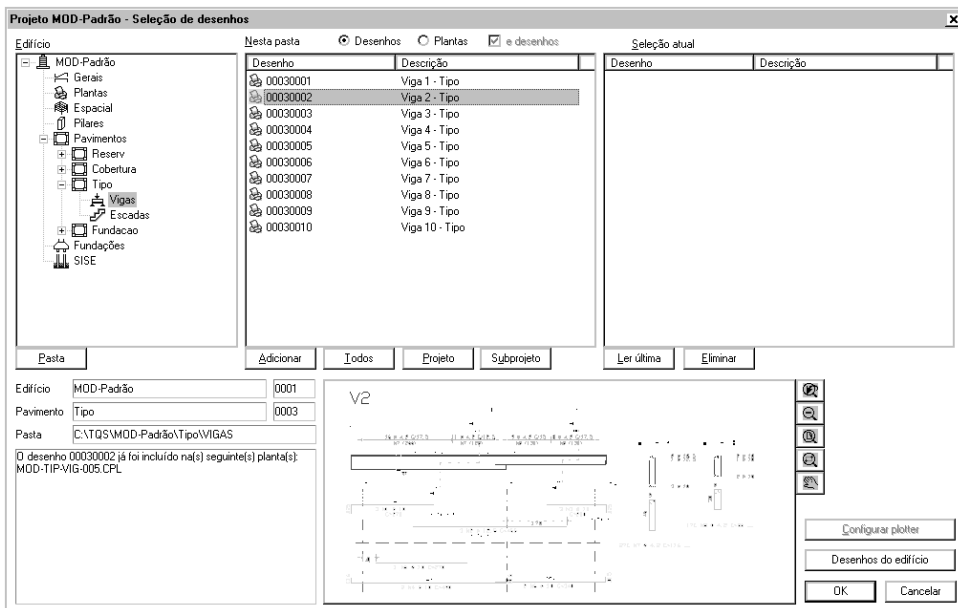 Projeto MOD-Padrão - Seleção de desenhos
Edifício
MOD-Padrão
Gerais
Plantas
Espacial
Pilares
Pavimentos
Reserv
Cobertura
Tipo
Vigas
Escadas
Fundacao
Fundações
SISE
Pasta
Nesta pasta Desenhos Plantas e desenhos
Desenho Descrição
00030001 Viga 1 - Tipo
00030002 Viga 2 - Tipo
00030003 Viga 3 - Tipo
00030004 Viga 4 - Tipo
00030005 Viga 5 - Tipo
00030006 Viga 6 - Tipo
00030007 Viga 7 - Tipo
00030008 Viga 8 - Tipo
00030009 Viga 9 - Tipo
00030010 Viga 10 - Tipo
Adicionar Todos Projeto Subprojeto
Seleção atual
Desenho Descrição
Ler última Eliminar
Edifício MOD-Padrão 0001
Pavimento Tipo 0003
Pasta C:\TQS\MOD-Padrão\Tipo\VIGAS
O desenho 00030002 já foi incluído na(s) seguinte(s) planta(s):
MOD-TIP-VIG-005.CPL
V2
Configurar plotter
Desenhos do edifício
OK Cancelar